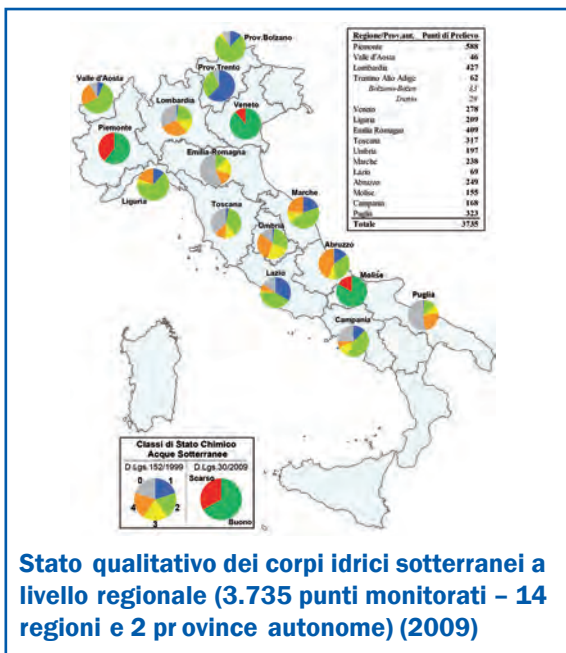 Prov.Bolzano
Prov.Trento
Valle d'Aosta
Lombardia
Veneto
Piemonte
Emilia-Romagna
Liguria
Toscana
Marche
Umbria
Abruzzo
Lazio
Molise
Puglia
Campania
Regione/Prov.aut. Punti di Prelievo
Piemonte 588
Valle d'Aosta 46
Lombardia 427
Trentino Alto Adige 62
Bolzano-Bozen
Trento
Veneto 278
Liguria 209
Emilia Romagna 409
Toscana 317
Umbria 197
Marche 238
Lazio 69
Abruzzo 249
Molise 155
Campania 168
Puglia 323
Totale 3735
Classi di Stato Chimico
Acque Sotterranee
D.Lgs.152/1999 D.Lgs.30/2009
0 1 2 3 4
Scarso
Buono
Stato qualitativo dei corpi idrici sotterranei a
livello regionale (3.735 punti monitorati – 14
regioni e 2 pr ovince autonome) (2009)